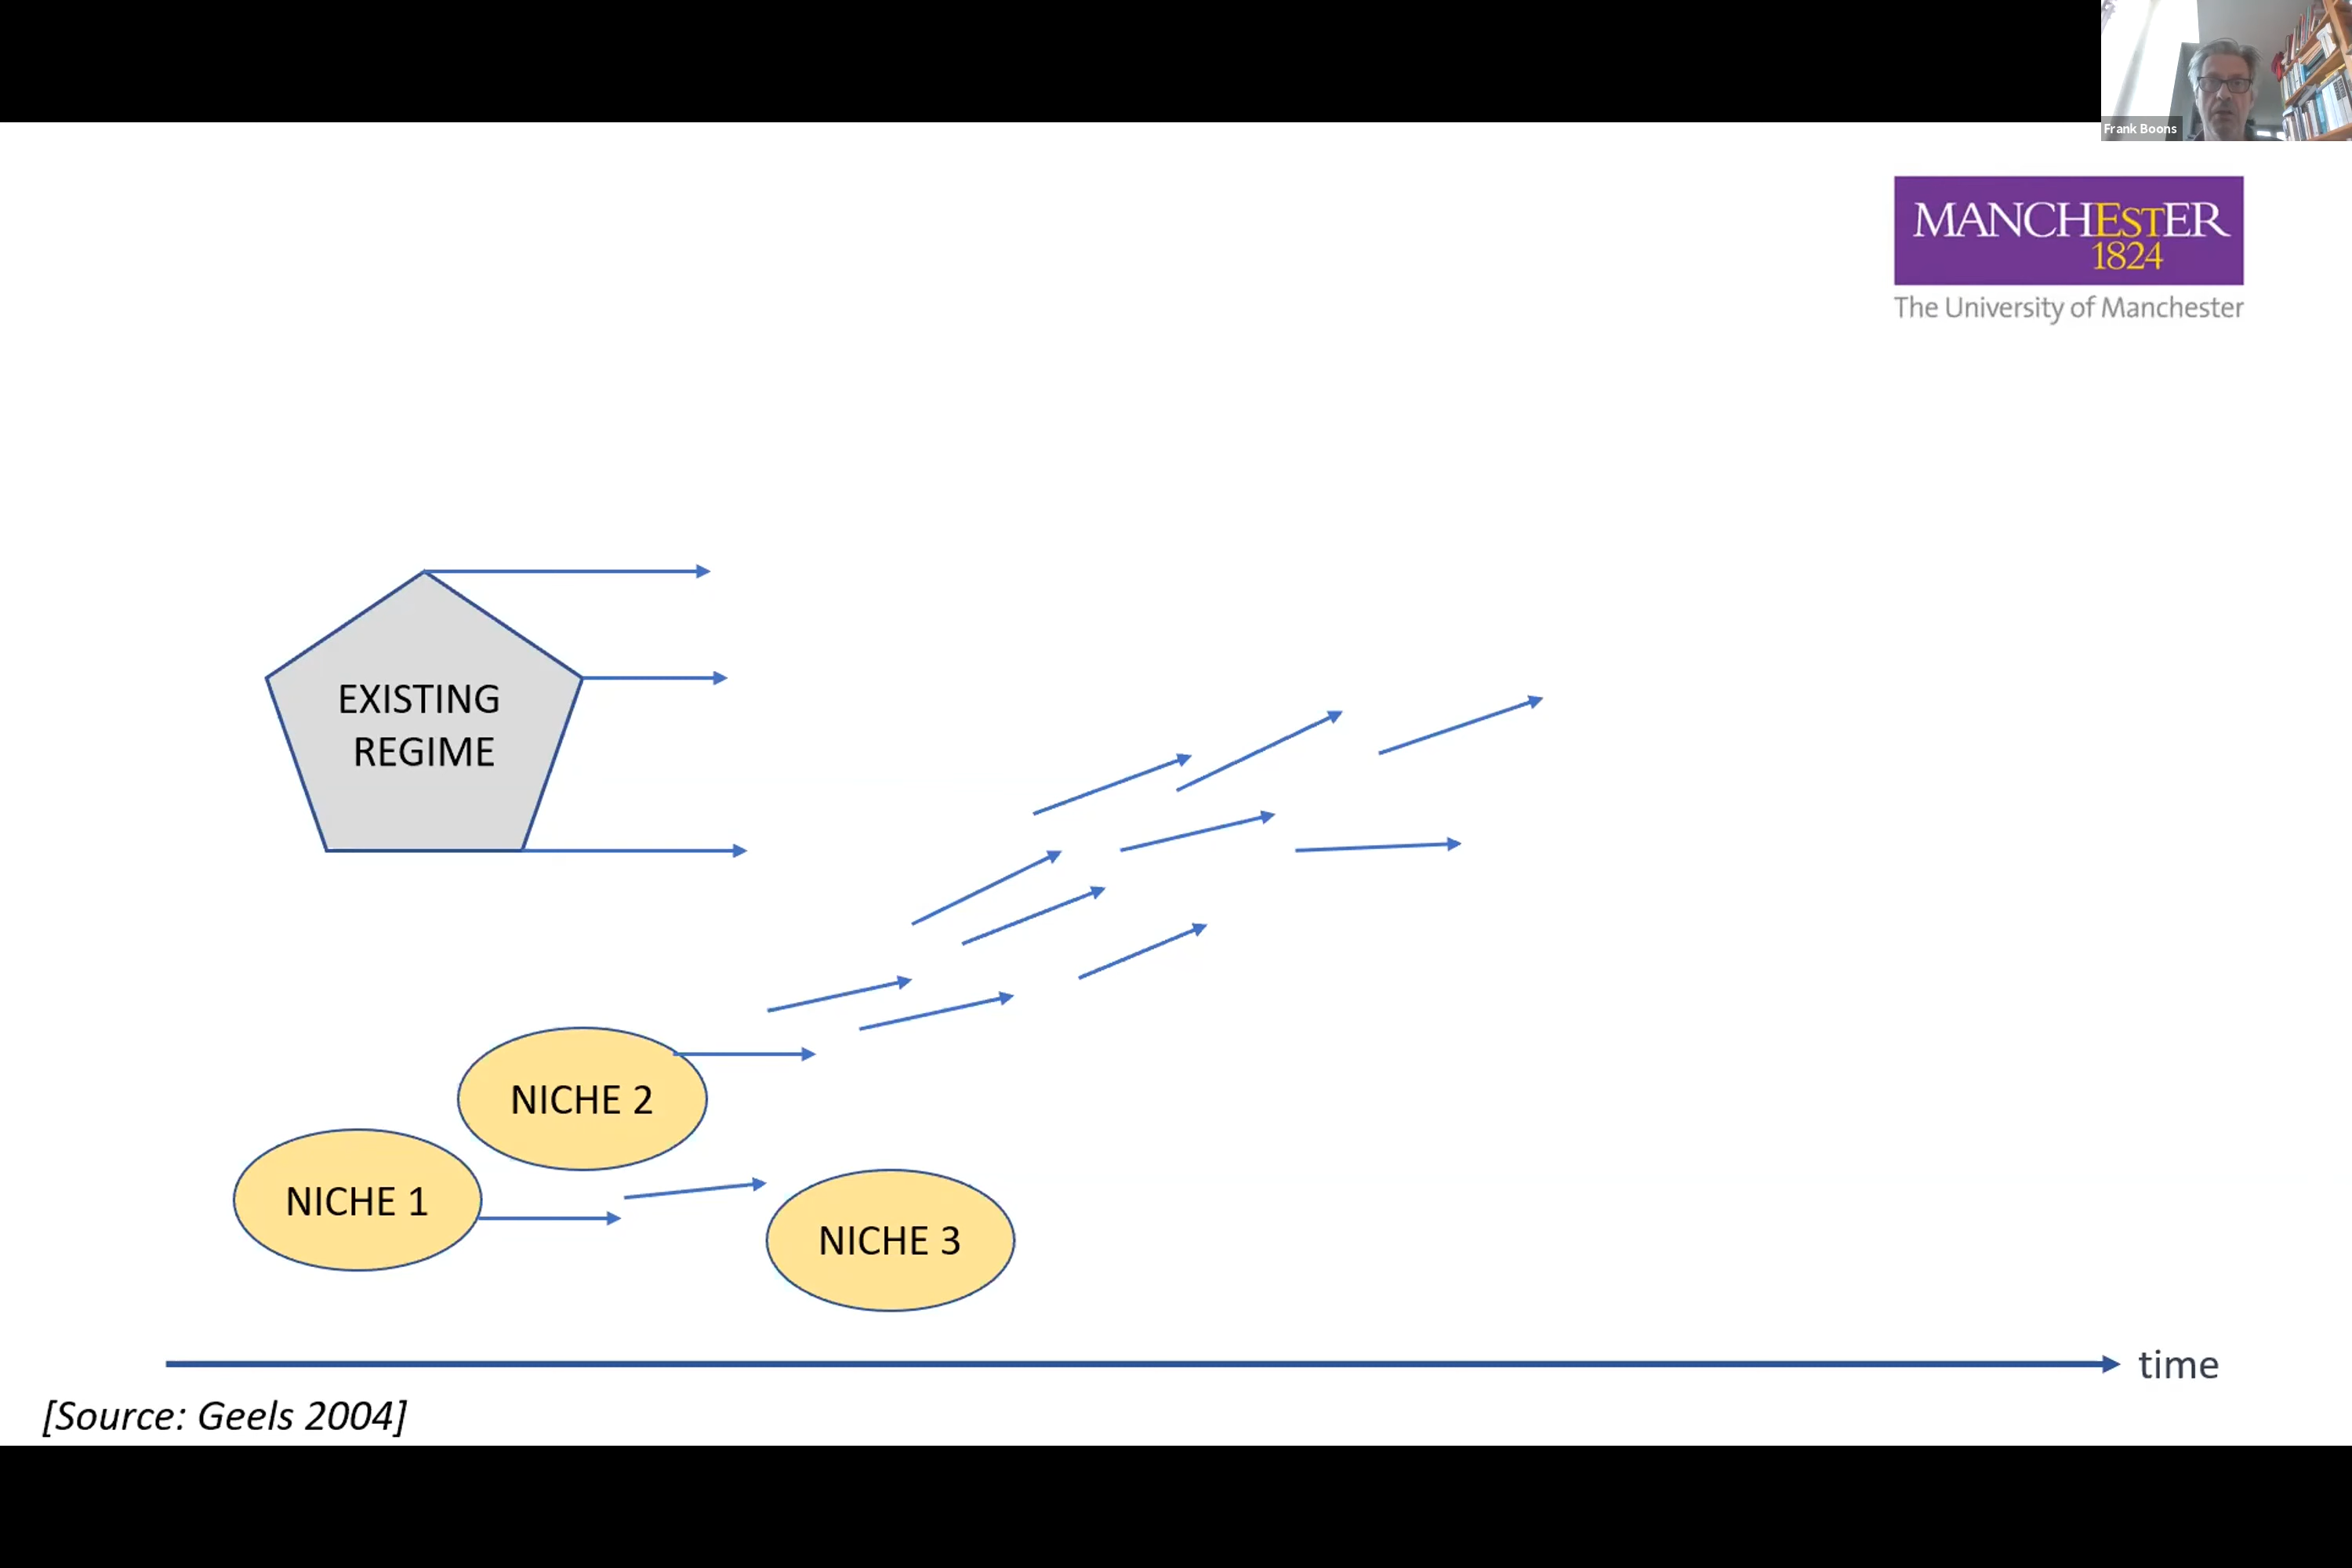 Frank Boons
MANCHEsTER
1824
The University of Manchester
EXISTING
REGIME
NICHE 2
NICHE 1
NICHE 3
time
[Source: Geels 2004]